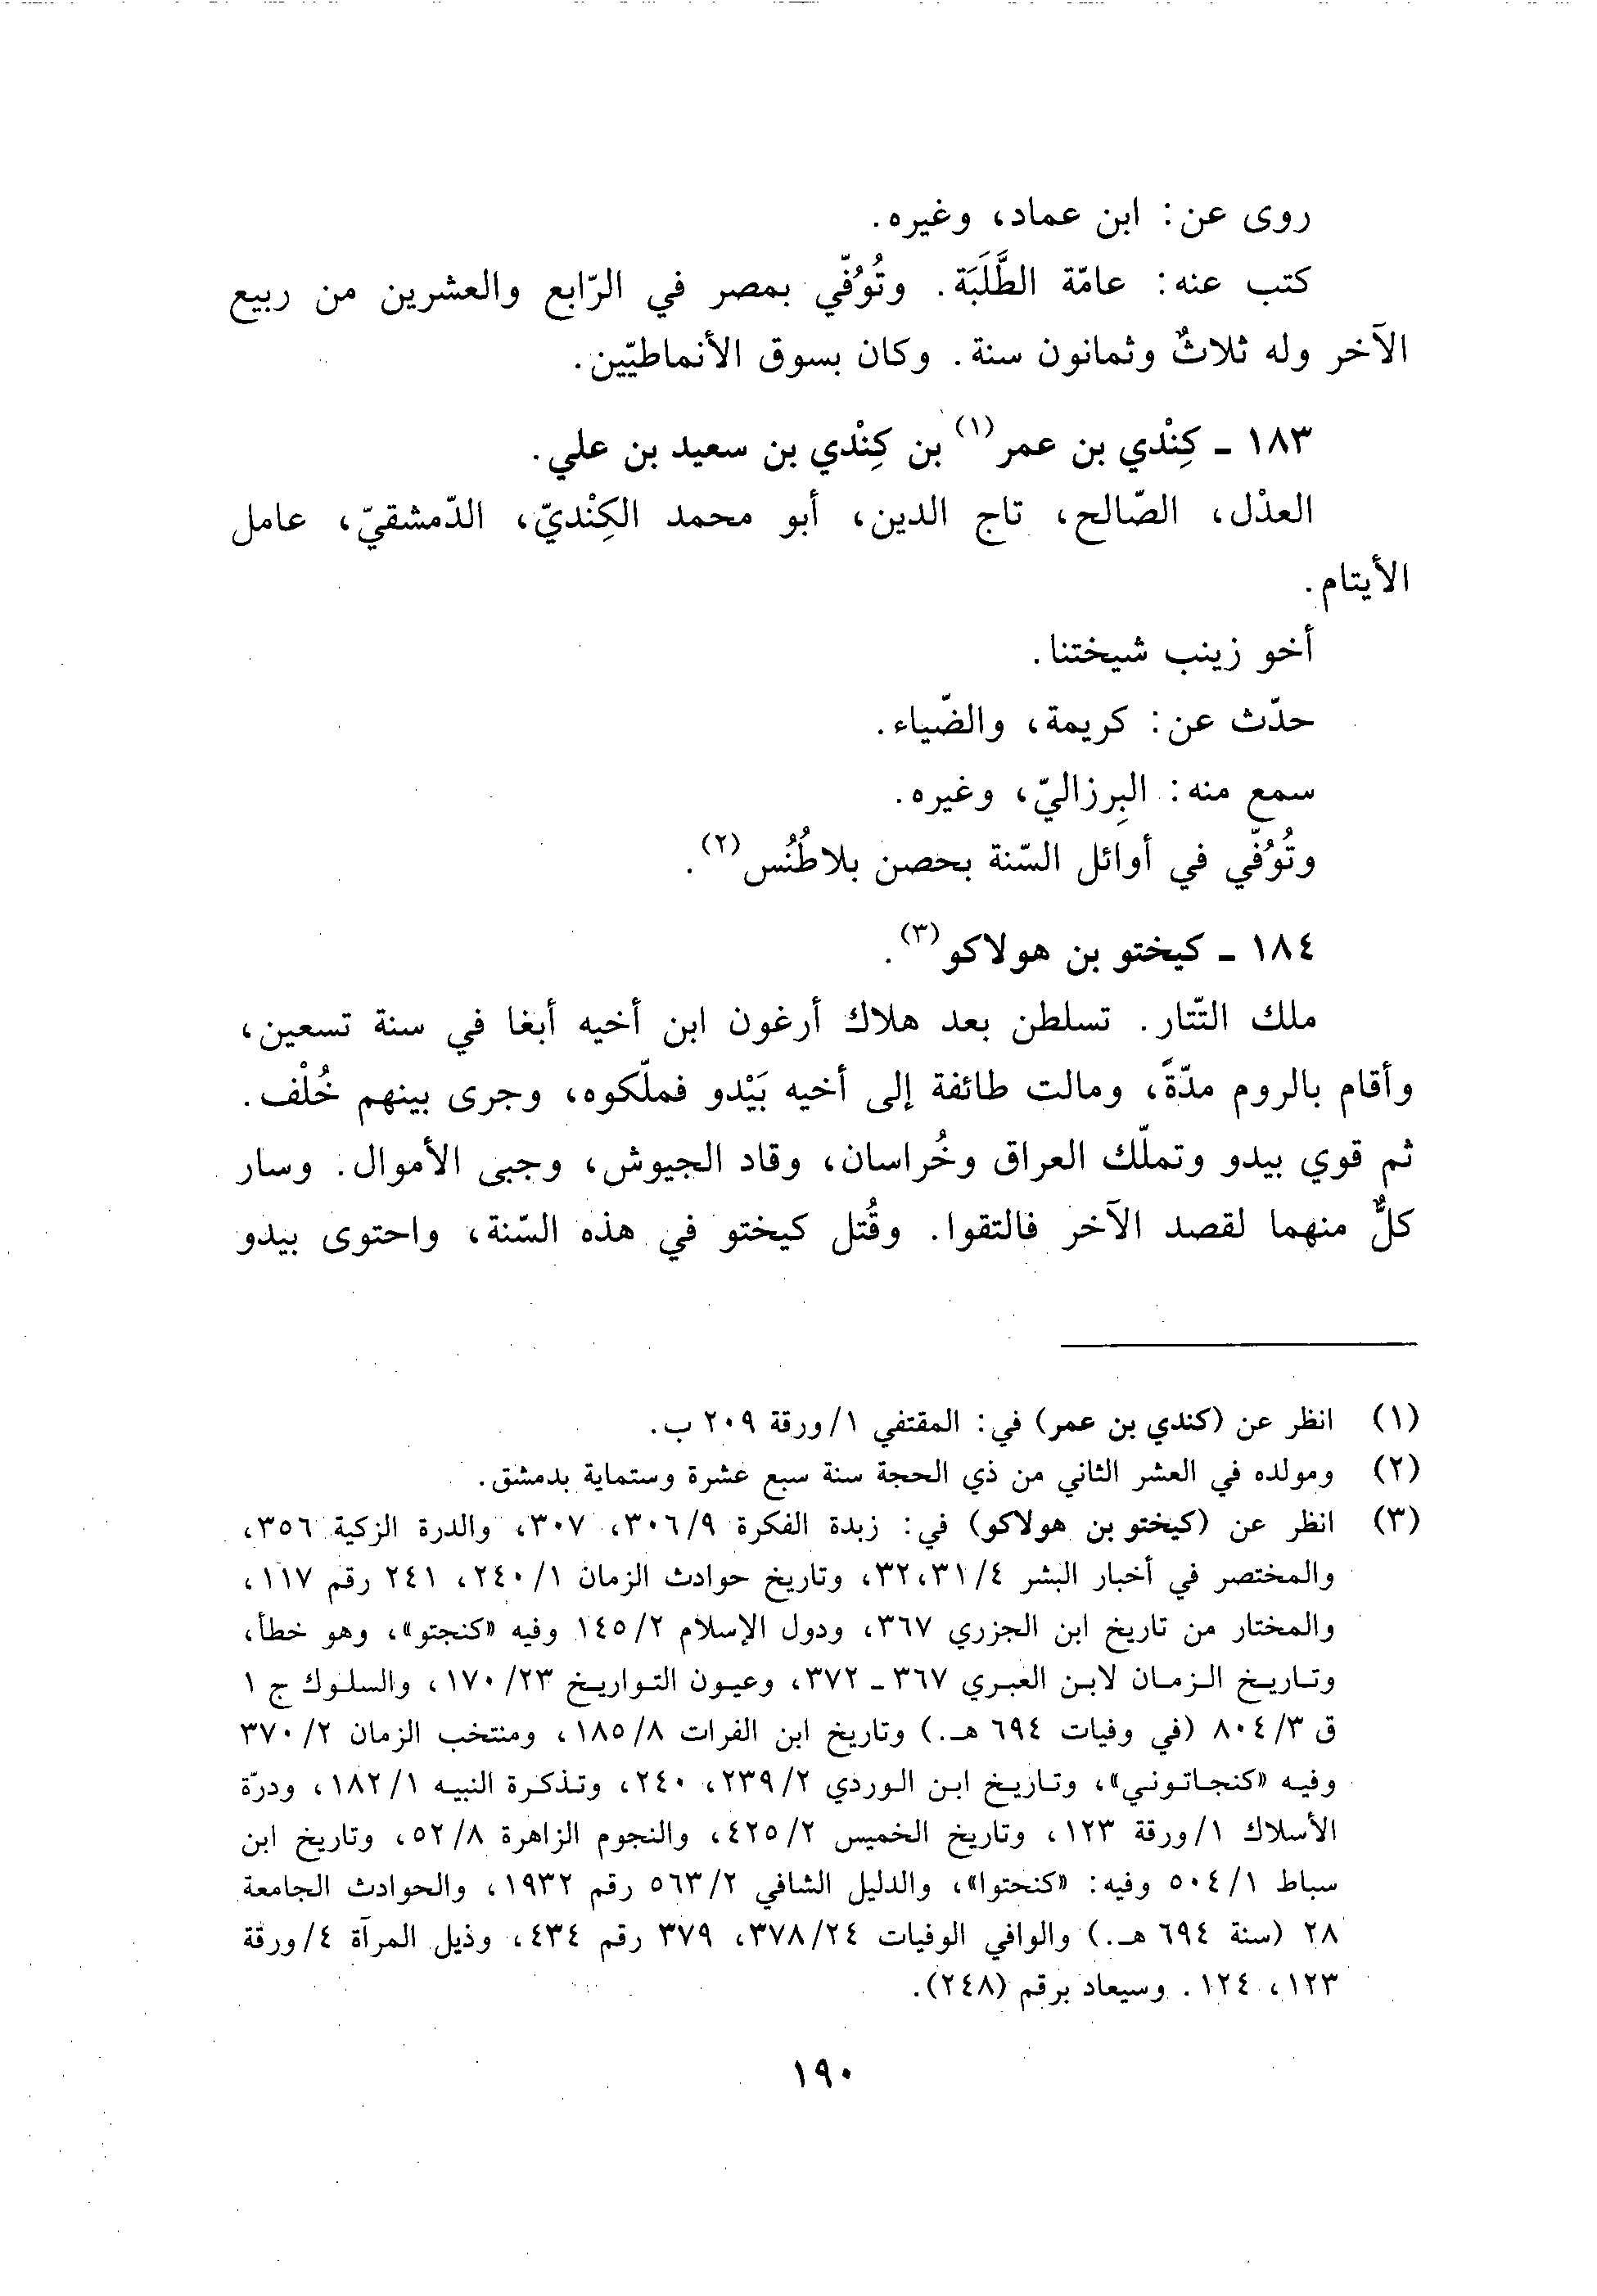 روى عن: ابن عماد، وغيره.
كتب عنه: عامّة الطَّلَبَة. وتُوُفّي بمصر في الرّابع والعشرين من ربيع
الآخر وله ثلاثٌ وثمانون سنة. وكان بسوق الأنماطيّين.
١٨٣ ـ كِنْدي بن عمر(١) بن كِنْدي بن سعيد بن علي.
العدْل، الصّالح، تاج الدين، أبو محمد الكِنْديّ، الدّمشقيّ، عامل
الأيتام.
أخو زينب شيختنا.
حدّث عن: كريمة، والضّياء.
سمع منه: البِرزاليّ، وغيره.
وتُوُفّي في أوائل السّنة بحصن بلاطُنُس(٢).
١٨٤ ـ كيختو بن هولاكو(٣).
ملك التّتار. تسلطن بعد هلاك أرغون ابن أخيه أبغا في سنة تسعين،
وأقام بالروم مدّةً، ومالت طائفة إلى أخيه بَيْدو فملّكوه، وجرى بينهم خُلْف.
ثم قوي بيدو وتملّك العراق وخُراسان، وقاد الجيوش، وجبى الأموال. وسار
كلٌّ منهما لقصد الآخر فالتقوا. وقُتل كيختو في هذه السّنة، واحتوى بيدو
(١) انظر عن (كندي بن عمر) في: المقتفي ١/ورقة ٢٠٩ ب.
(٢) ومولده في العشر الثاني من ذي الحجة سنة سبع عشرة وستماية بدمشق.
(٣) انظر عن (كيختو بن هولاكو) في: زبدة الفكرة ٣٠٦/٩، ٣٠٧، والدرة الزكية ٣٥٦،
والمختصر في أخبار البشر ٣١/٤،٣٢، وتاريخ حوادث الزمان ٢٤٠/١، ٢٤١ رقم ١١٧،
والمختار من تاريخ ابن الجزري ٣٦٧، ودول الإسلام ١٤٥/٢ وفيه «كنجتو»، وهو خطأ،
وتاريخ الزمان لابن العبري ٣٦٧ ـ ٣٧٢، وعيون التواريخ ١٧٠/٢٣، والسلوك ج ١
ق ٨٠٤/٣ (في وفيات ٦٩٤ هـ.) وتاريخ ابن الفرات ١٨٥/٨، ومنتخب الزمان ٣٧٠/٢
وفيه «كنجاتوني»، وتاريخ ابن الوردي ٢٣٩/٢، ٢٤٠، وتذكرة النبيه ١٨٢/١، ودرّة
الأسلاك ١/ورقة ١٢٣، وتاريخ الخميس ٤٢٥/٢، والنجوم الزاهرة ٥٢/٨، وتاريخ ابن
سباط ٥٠٤/١ وفيه: «كنحتوا»، والدليل الشافي ٥٦٣/٢ رقم ١٩٣٢، والحوادث الجامعة
٢٨ (سنة ٦٩٤ هـ.) والوافي الوفيات ٣٧٨/٢٤، ٣٧٩ رقم ٤٣٤، وذيل المرآة ٤/ورقة
١٢٣، ١٢٤. وسيعاد برقم (٢٤٨).
١٩٠